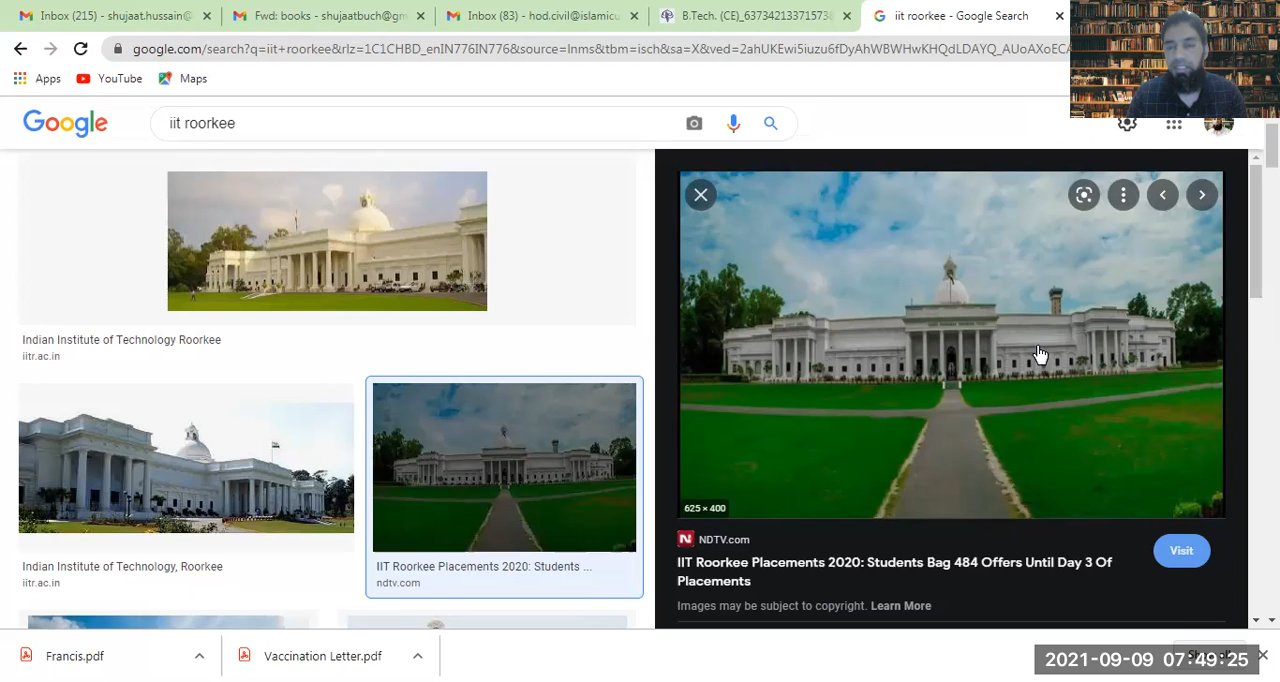 Inbox (215) - shujaat.hussain@
Fwd: books - shujaatbuch@gm
Inbox (83) - hod.civil@islamicu
B.Tech. (CE)_63734213371573
iit roorkee - Google Search
google.com/search?q=iit+roorkee&rlz=1C1CHBD_enIN776IN776&source=lnms&tbm=isch&sa=X&ved=2ahUKEwi5iuzu6fDyAhWBWHwKHQdLDAYQ_AUoAXoECA
Apps
YouTube
Maps
Google
iit roorkee
Indian Institute of Technology Roorkee
iitr.ac.in
Indian Institute of Technology, Roorkee
iitr.ac.in
IIT Roorkee Placements 2020: Students ...
ndtv.com
625 × 400
N NDTV.com
IIT Roorkee Placements 2020: Students Bag 484 Offers Until Day 3 Of
Placements
Visit
Images may be subject to copyright. Learn More
Francis.pdf
Vaccination Letter.pdf
2021-09-09 07:49:25